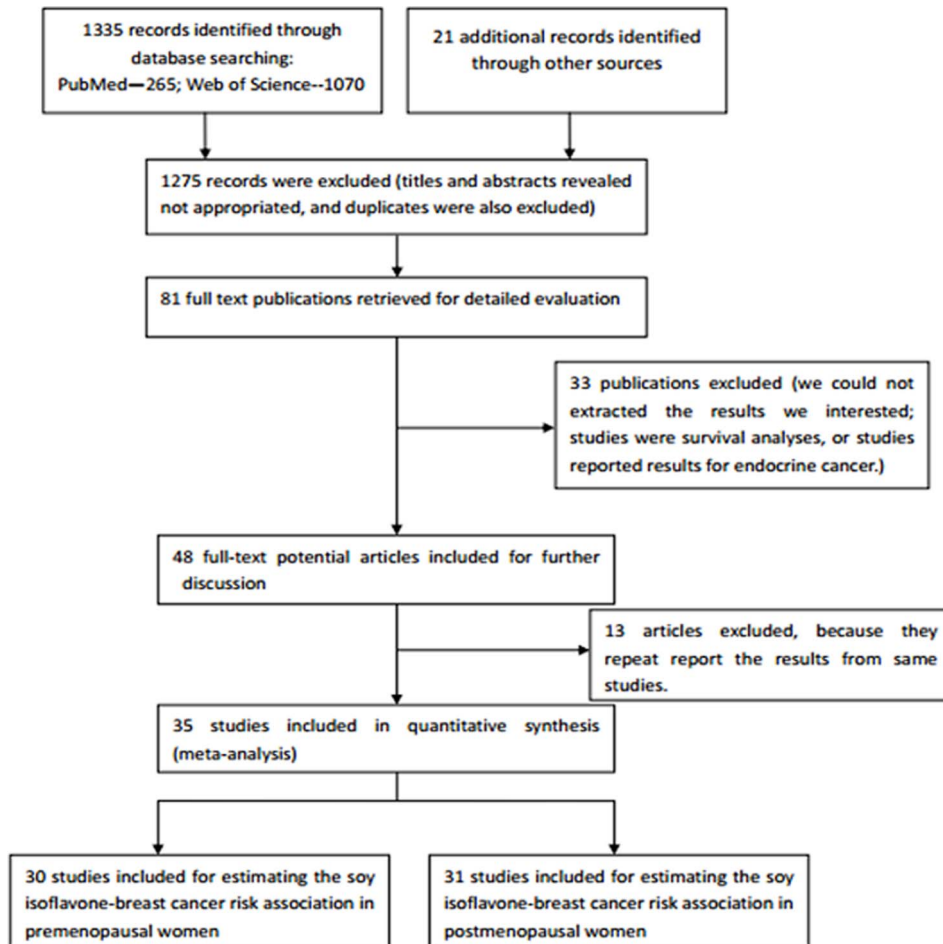 1335 records identified through
database searching:
PubMed—265; Web of Science--1070
21 additional records identified
through other sources
1275 records were excluded (titles and abstracts revealed
not appropriated, and duplicates were also excluded)
81 full text publications retrieved for detailed evaluation
33 publications excluded (we could not
extracted the results we interested;
studies were survival analyses, or studies
reported results for endocrine cancer.)
48 full-text potential articles included for further
discussion
13 articles excluded, because they
repeat report the results from same
studies.
35 studies included in quantitative synthesis
(meta-analysis)
30 studies included for estimating the soy
isoflavone-breast cancer risk association in
premenopausal women
31 studies included for estimating the soy
isoflavone-breast cancer risk association in
postmenopausal women